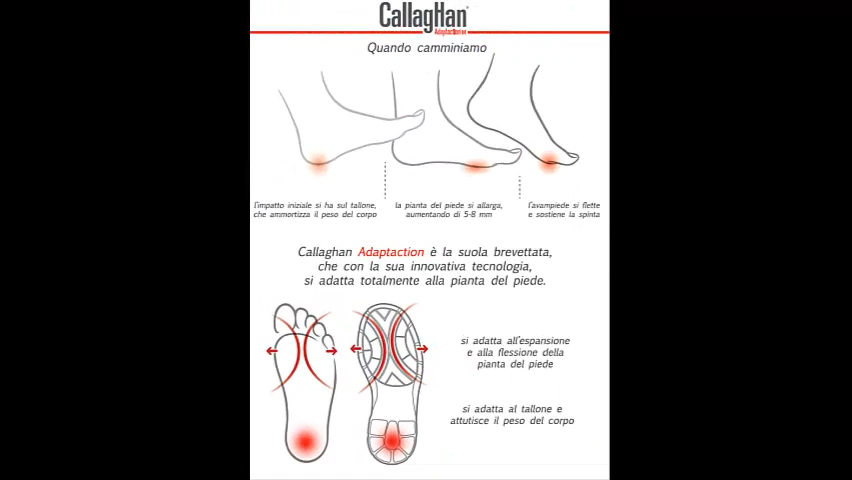 CallagHan
Adaptaction
Quando camminiamo
l'impatto iniziale si ha sul tallone,
che ammortizza il peso del corpo
la pianta del piede si allarga,
aumentando di 5-8 mm
l'avampiede si flette
e sostiene la spinta
Callaghan Adaptaction è la suola brevettata,
che con la sua innovativa tecnologia,
si adatta totalmente alla pianta del piede.
si adatta all'espansione
e alla flessione della
pianta del piede
si adatta al tallone e
attutisce il peso del corpo